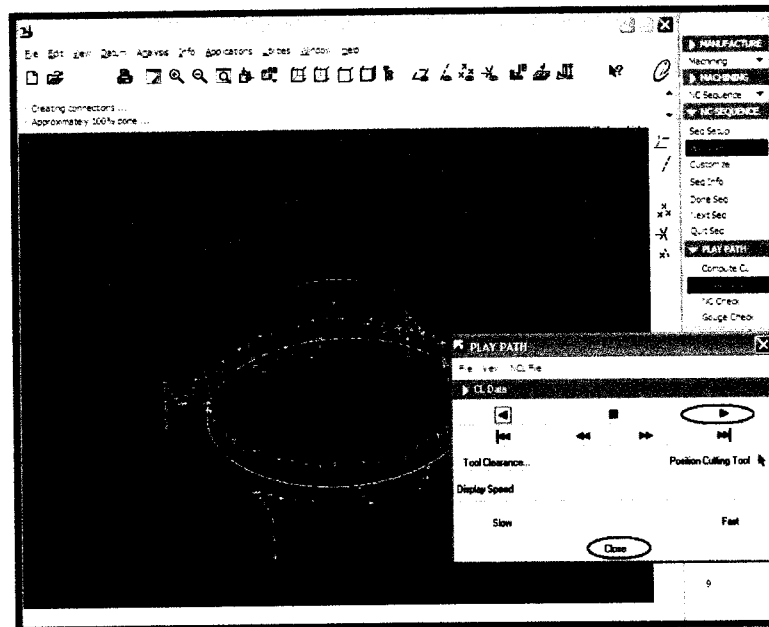 File Edit View Datum Analysis Info Applications Utilities Window Help
MANUFACTURE
Machining
MACHINING
NC Sequence
· Creating connections ...
· Approximately 100% done ...
NC SEQUENCE
Seq Setup
Customize
Seq Info
Done Seq
Next Seq
Quit Seq
PLAY PATH
Compute CL
NC Check
Gouge Check
PLAY PATH
File View NCL File
CL Data
Tool Clearance... Position Cutting Tool
Display Speed
Slow Fast
Close
9